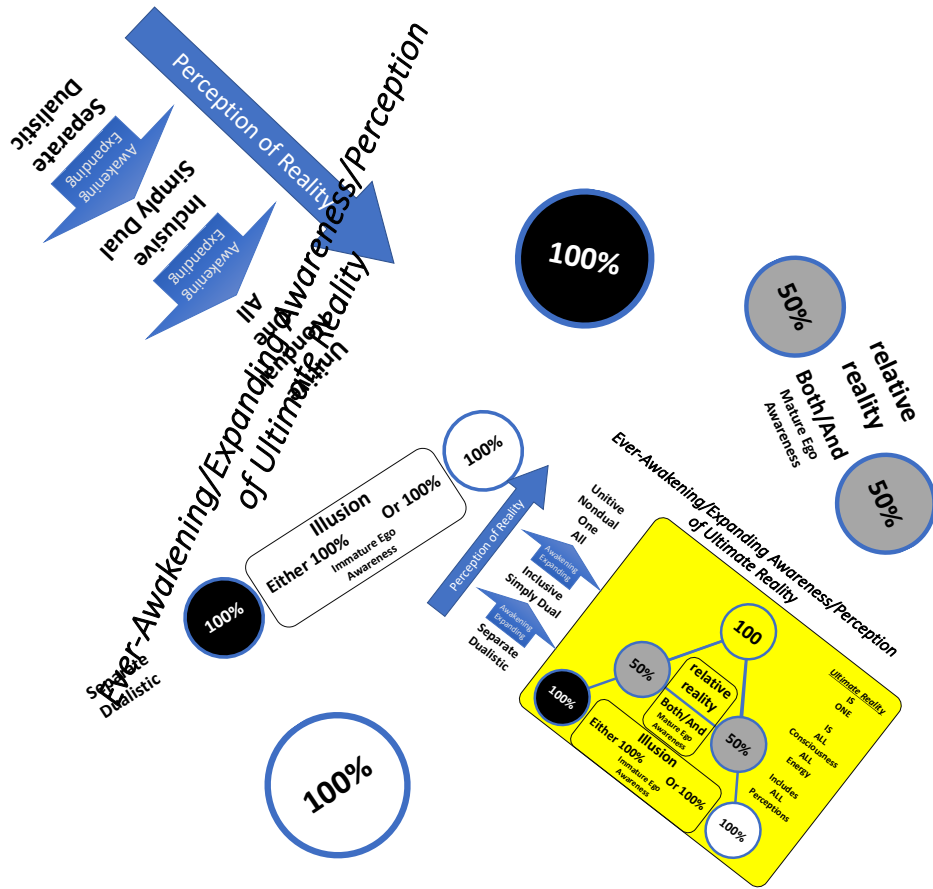 Perception of Reality
Ever-Awakening/Expanding Awareness/Perception
of Ultimate Reality
Separate
Dualistic
Awakening
Expanding
Inclusive
Simply Dual
Awakening
Expanding
Unitive
Nondual
One
All
100%
50%
relative
reality
Both/And
Mature Ego
Awareness
50%
100%
Illusion
Either 100%
Or 100%
Immature Ego
Awareness
100%
Separate
Dualistic
100%
Perception of Reality
Unitive
Nondual
One
All
Awakening
Expanding
Inclusive
Simply Dual
Awakening
Expanding
Separate
Dualistic
Ever-Awakening/Expanding Awareness/Perception
of Ultimate Reality
100
50%
relative
reality
Both/And
Mature Ego
Awareness
50%
100%
Illusion
Either 100%
Or 100%
Immature Ego
Awareness
100%
Ultimate Reality
IS
ONE
IS
ALL
Consciousness
ALL
Energy
Includes
ALL
Perceptions